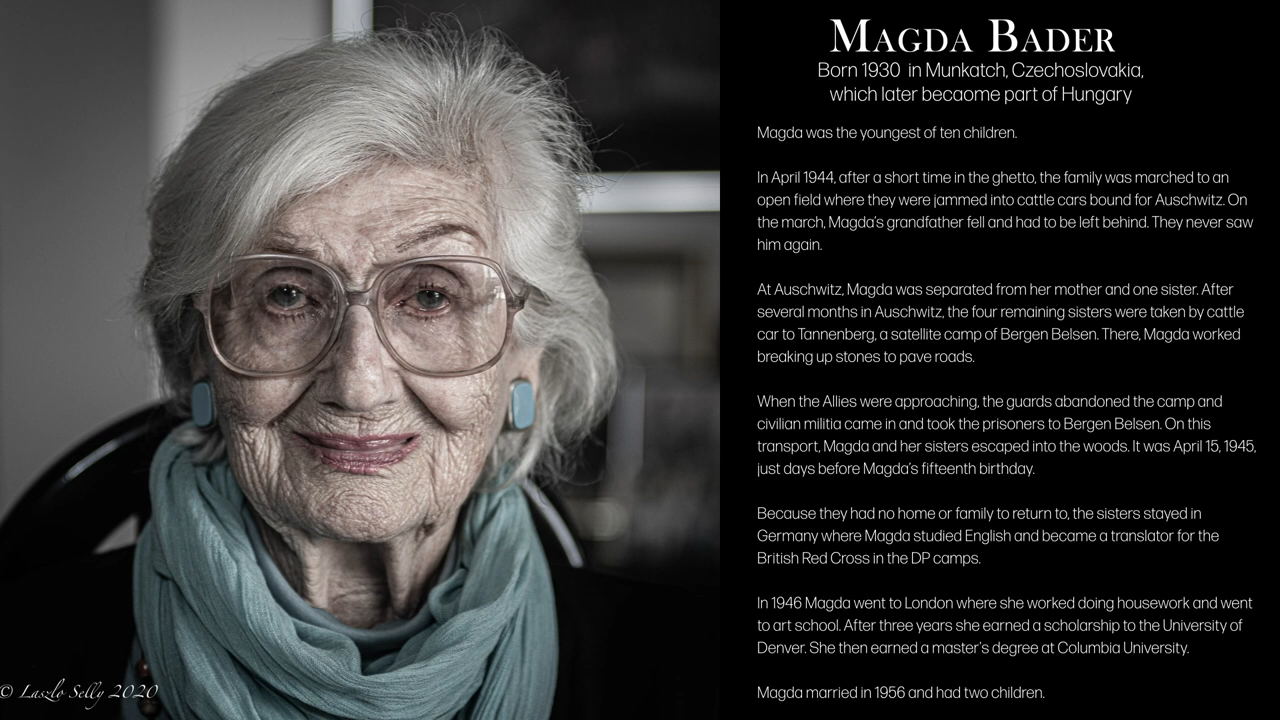 MAGDA BADER
Born 1930 in Munkatch, Czechoslovakia,
which later becaome part of Hungary
Magda was the youngest of ten children.
In April 1944, after a short time in the ghetto, the family was marched to an
open field where they were jammed into cattle cars bound for Auschwitz. On
the march, Magda's grandfather fell and had to be left behind. They never saw
him again.
At Auschwitz, Magda was separated from her mother and one sister. After
several months in Auschwitz, the four remaining sisters were taken by cattle
car to Tannenberg, a satellite camp of Bergen Belsen. There, Magda worked
breaking up stones to pave roads.
When the Allies were approaching, the guards abandoned the camp and
civilian militia came in and took the prisoners to Bergen Belsen. On this
transport, Magda and her sisters escaped into the woods. It was April 15, 1945,
just days before Magda's fifteenth birthday.
Because they had no home or family to return to, the sisters stayed in
Germany where Magda studied English and became a translator for the
British Red Cross in the DP camps.
In 1946 Magda went to London where she worked doing housework and went
to art school. After three years she earned a scholarship to the University of
Denver. She then earned a master's degree at Columbia University.
Magda married in 1956 and had two children.
© Laszlo Selly 2020